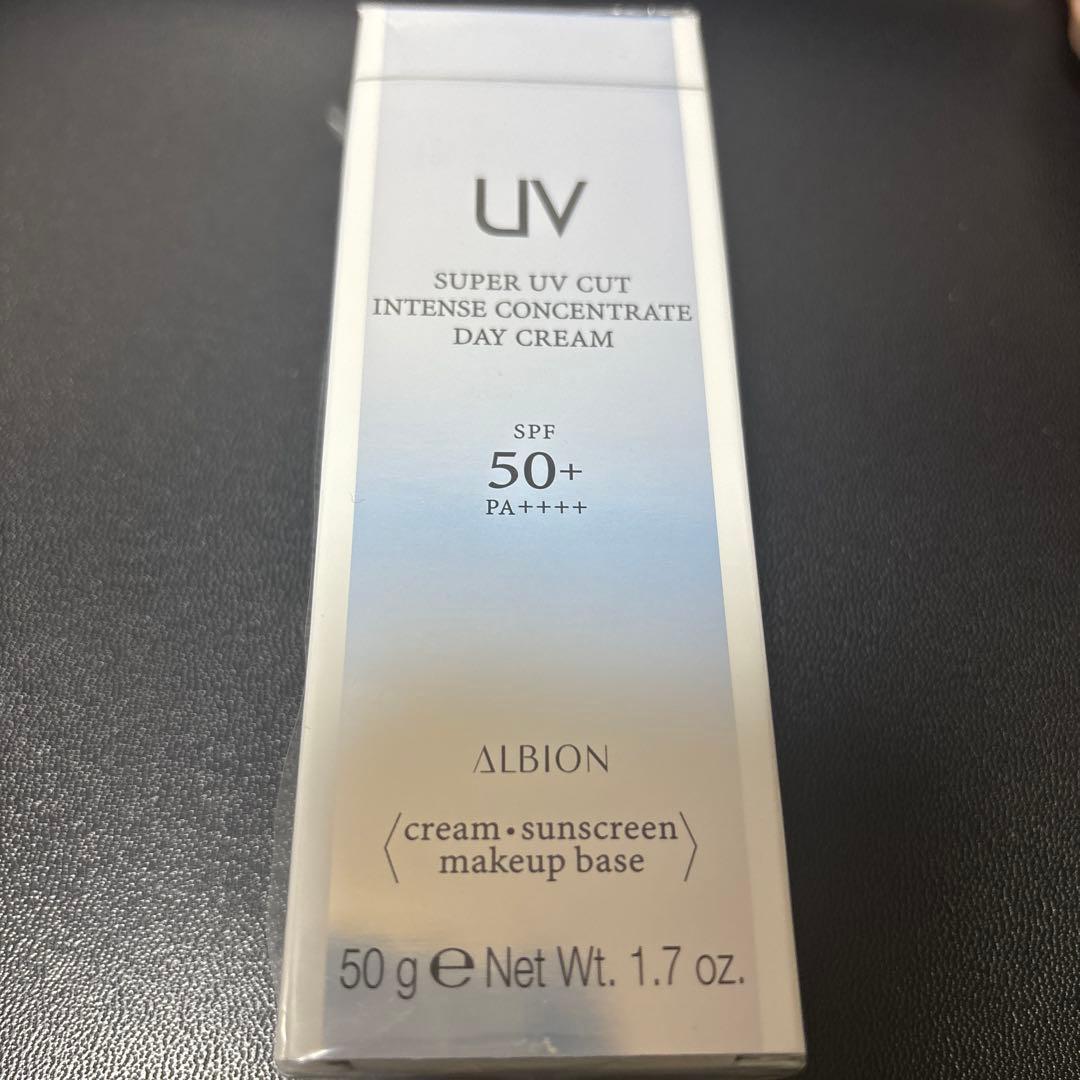 UV
SUPER UV CUT
INTENSE CONCENTRATE
DAY CREAM
SPF
50+
PA++++
ALBION
〈cream・sunscreen
makeup base〉
50 g ℮ Net Wt. 1.7 oz.